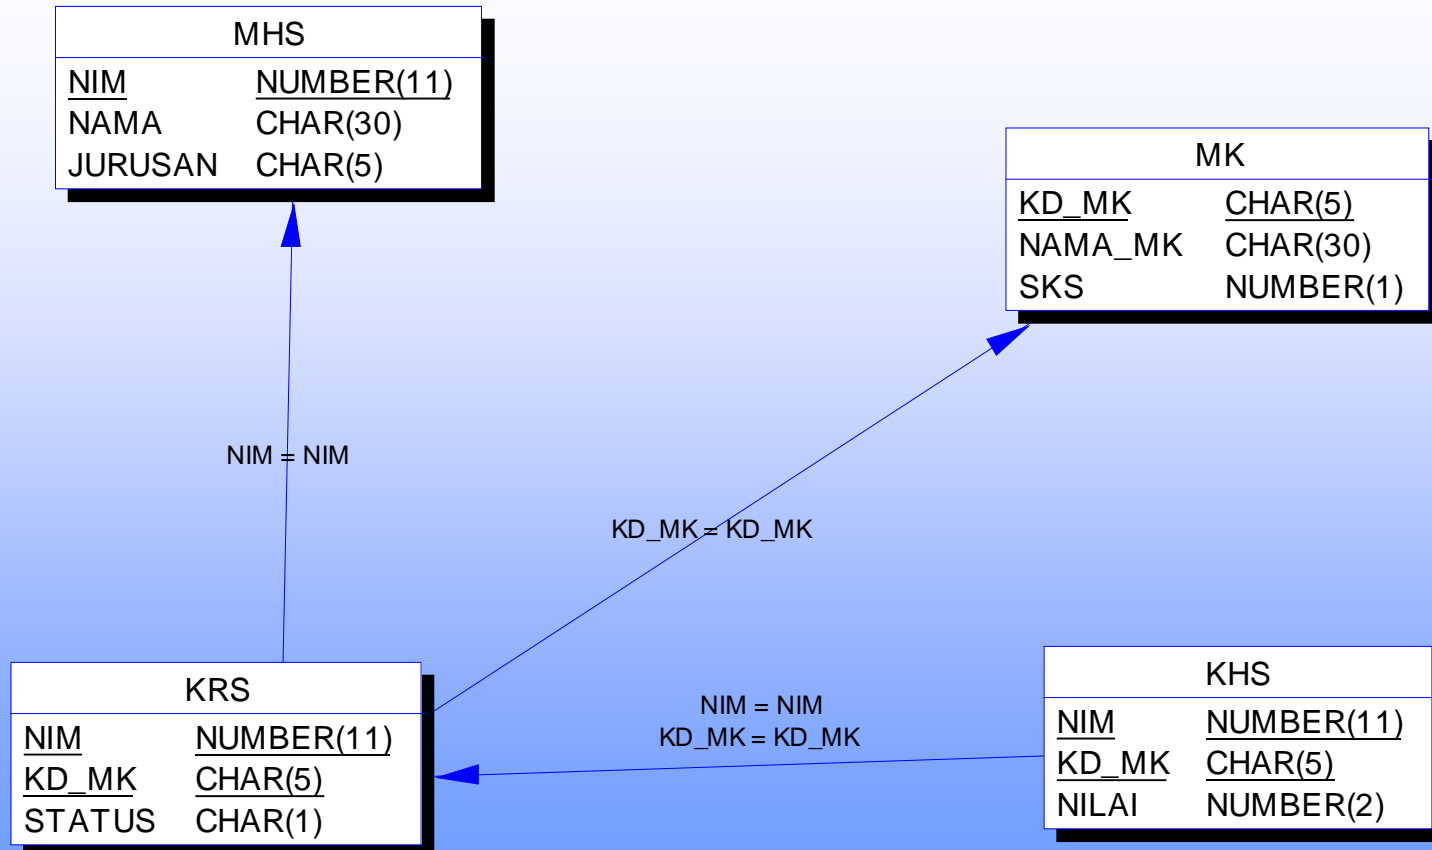 MHS
NIM NUMBER(11)
NAMA CHAR(30)
JURUSAN CHAR(5)
MK
KD_MK CHAR(5)
NAMA_MK CHAR(30)
SKS NUMBER(1)
NIM = NIM
KD_MK = KD_MK
KRS
NIM NUMBER(11)
KD_MK CHAR(5)
STATUS CHAR(1)
NIM = NIM
KD_MK = KD_MK
KHS
NIM NUMBER(11)
KD_MK CHAR(5)
NILAI NUMBER(2)